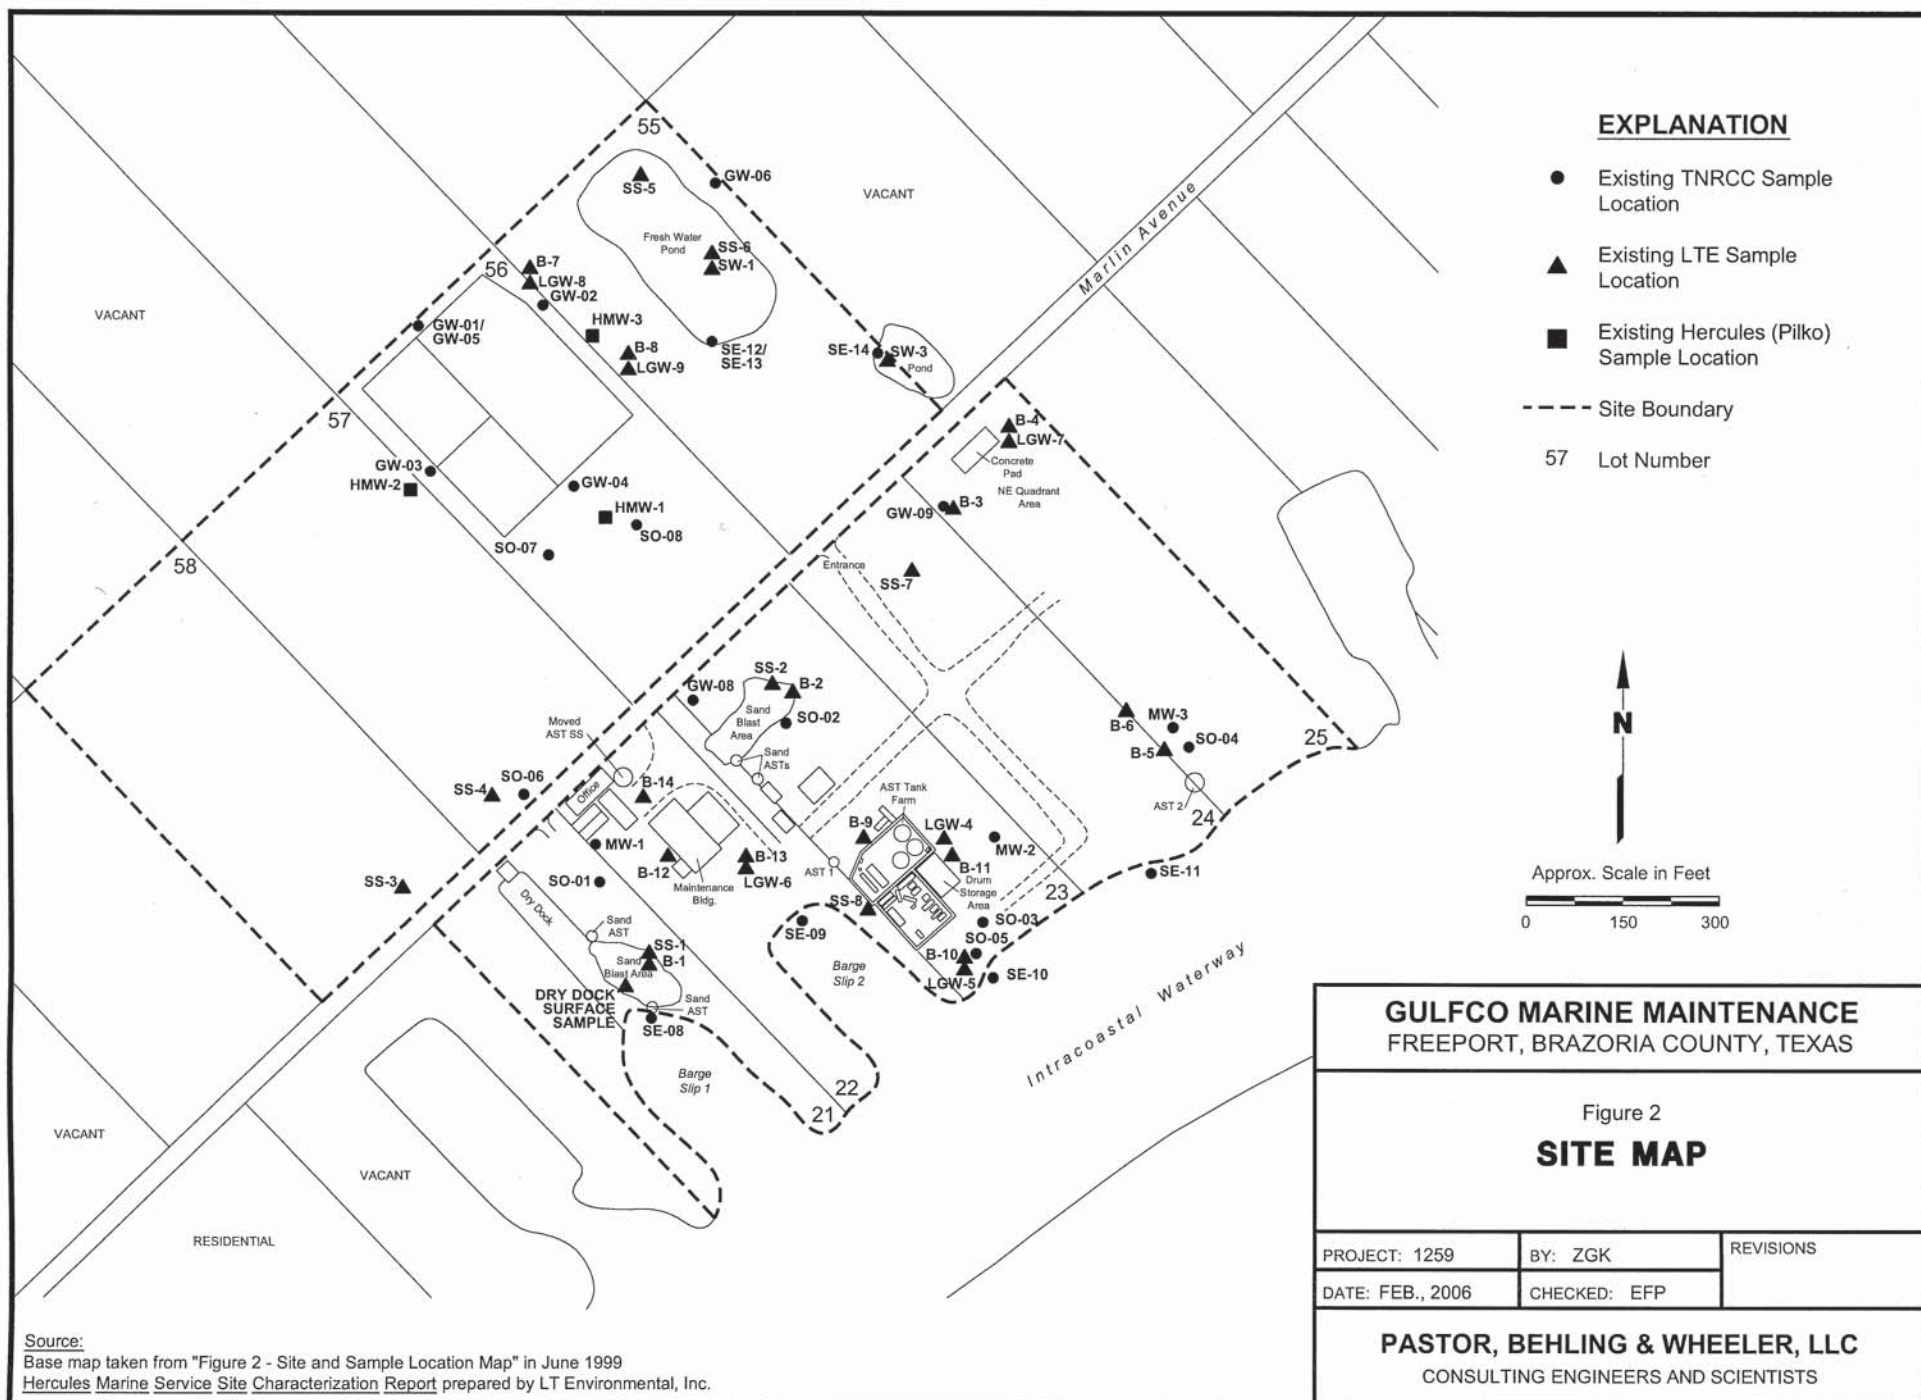 55
SS-5
GW-06
VACANT
Fresh Water
Pond
SS-6
SW-1
Marlin Avenue
56
B-7
LGW-8
GW-02
VACANT
GW-01/
GW-05
HMW-3
B-8
LGW-9
SE-12/
SE-13
SE-14
SW-3
Pond
57
B-4
LGW-7
Concrete
Pad
NE Quadrant
Area
GW-03
HMW-2
GW-04
HMW-1
SO-08
SO-07
GW-09
B-3
58
Entrance
SS-7
SS-2
B-2
GW-08
SO-02
Sand
Blast
Area
Moved
AST SS
Sand
ASTs
B-6
MW-3
SO-04
B-5
25
AST 2
24
SS-4
SO-06
Office
B-14
AST Tank
Farm
B-9
LGW-4
MW-2
B-11
MW-1
B-12
B-13
LGW-6
AST 1
Maintenance
Bldg.
Drum
Storage
Area
SE-11
23
SS-3
SO-01
Dry Dock
Sand
AST
SS-8
SE-09
SO-03
SO-05
SS-1
B-1
Sand
Blast Area
B-10
LGW-5
SE-10
Barge
Slip 2
DRY DOCK
SURFACE
SAMPLE
Sand
AST
SE-08
Intracoastal Waterway
Barge
Slip 1
22
21
VACANT
VACANT
RESIDENTIAL
EXPLANATION
Existing TNRCC Sample
Location
Existing LTE Sample
Location
Existing Hercules (Pilko)
Sample Location
Site Boundary
57 Lot Number
N
Approx. Scale in Feet
0 150 300
GULFCO MARINE MAINTENANCE
FREEPORT, BRAZORIA COUNTY, TEXAS
Figure 2
SITE MAP
PROJECT: 1259
BY: ZGK
REVISIONS
DATE: FEB., 2006
CHECKED: EFP
PASTOR, BEHLING & WHEELER, LLC
CONSULTING ENGINEERS AND SCIENTISTS
Source:
Base map taken from "Figure 2 - Site and Sample Location Map" in June 1999
Hercules Marine Service Site Characterization Report prepared by LT Environmental, Inc.